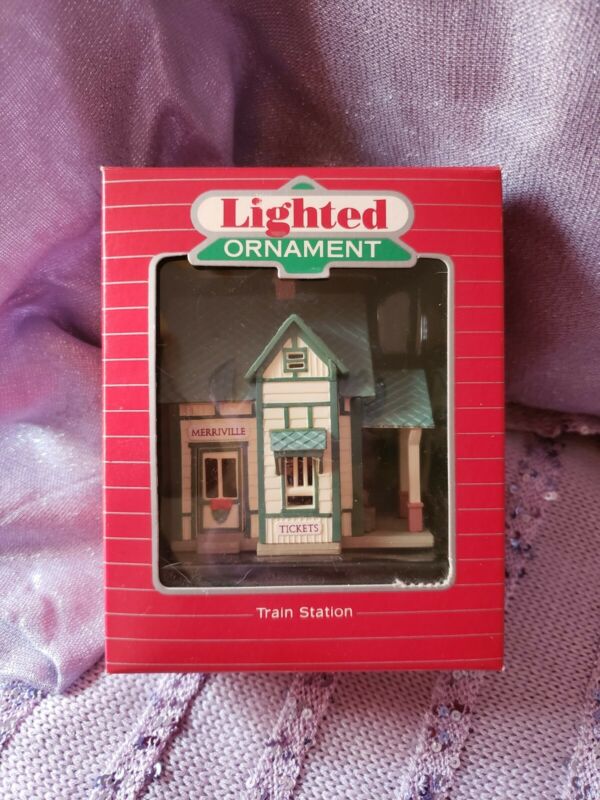 Lighted
ORNAMENT
MERRIVILLE
TICKETS
Train Station